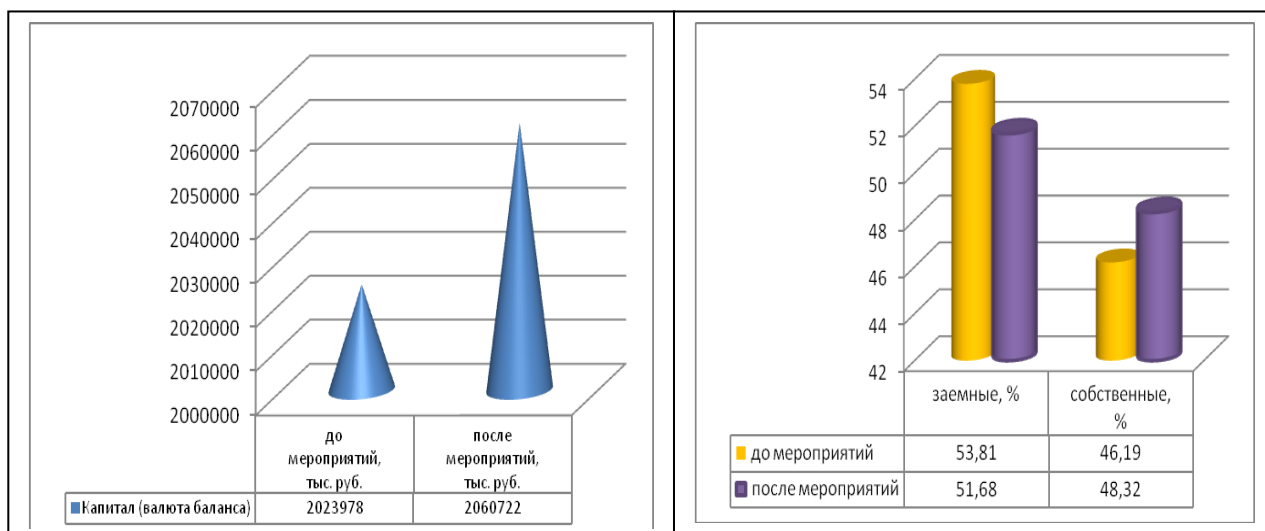 2070000
2060000
2050000
2040000
2030000
2020000
2010000
2000000
до мероприятий, тыс. руб.
после мероприятий, тыс. руб.
Капитал (валюта баланса) 2023978 2060722
54
52
50
48
46
44
42
заемные, % собственные, %
до мероприятий 53,81 46,19
после мероприятий 51,68 48,32